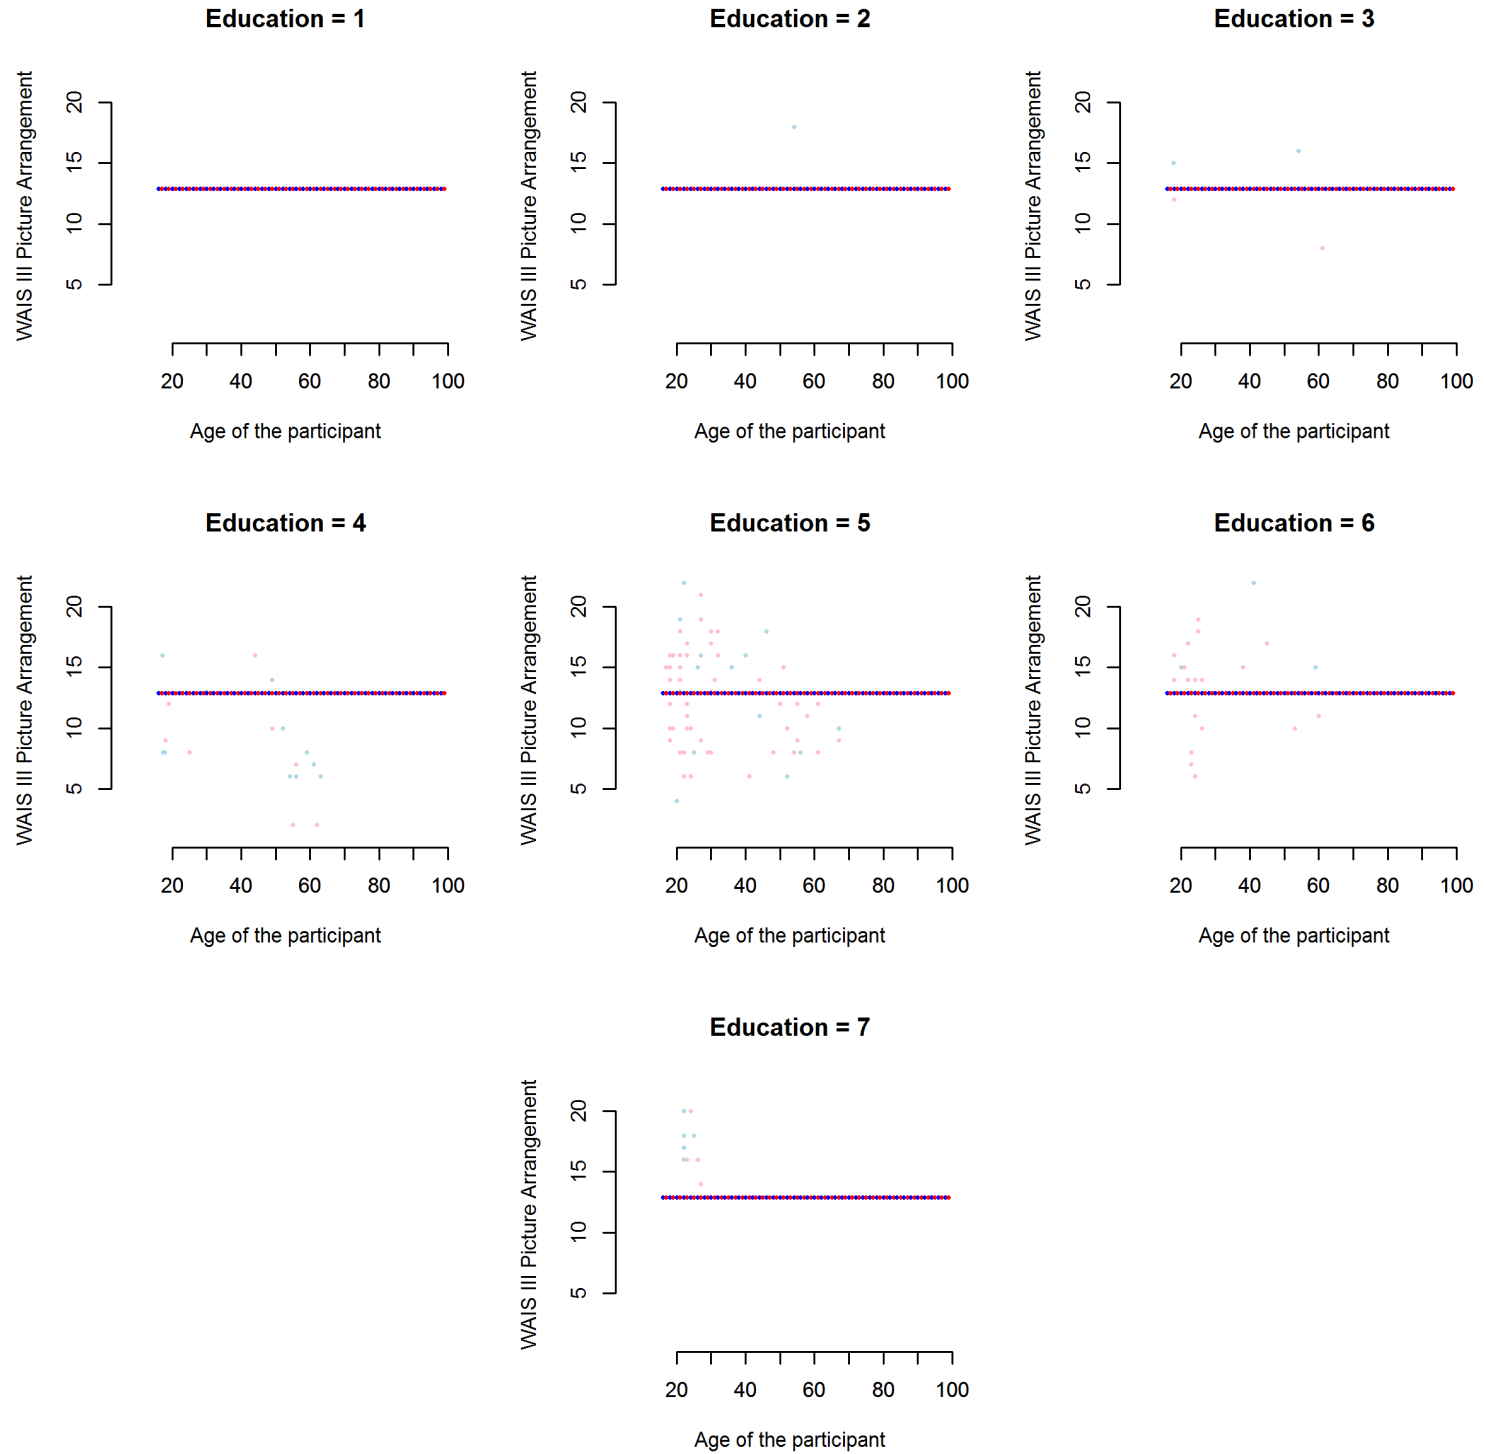 Education = 1
WAIS III Picture Arrangement
20
15
10
5
20 40 60 80 100
Age of the participant
Education = 2
WAIS III Picture Arrangement
20
15
10
5
20 40 60 80 100
Age of the participant
Education = 3
WAIS III Picture Arrangement
20
15
10
5
20 40 60 80 100
Age of the participant
Education = 4
WAIS III Picture Arrangement
20
15
10
5
20 40 60 80 100
Age of the participant
Education = 5
WAIS III Picture Arrangement
20
15
10
5
20 40 60 80 100
Age of the participant
Education = 6
WAIS III Picture Arrangement
20
15
10
5
20 40 60 80 100
Age of the participant
Education = 7
WAIS III Picture Arrangement
20
15
10
5
20 40 60 80 100
Age of the participant